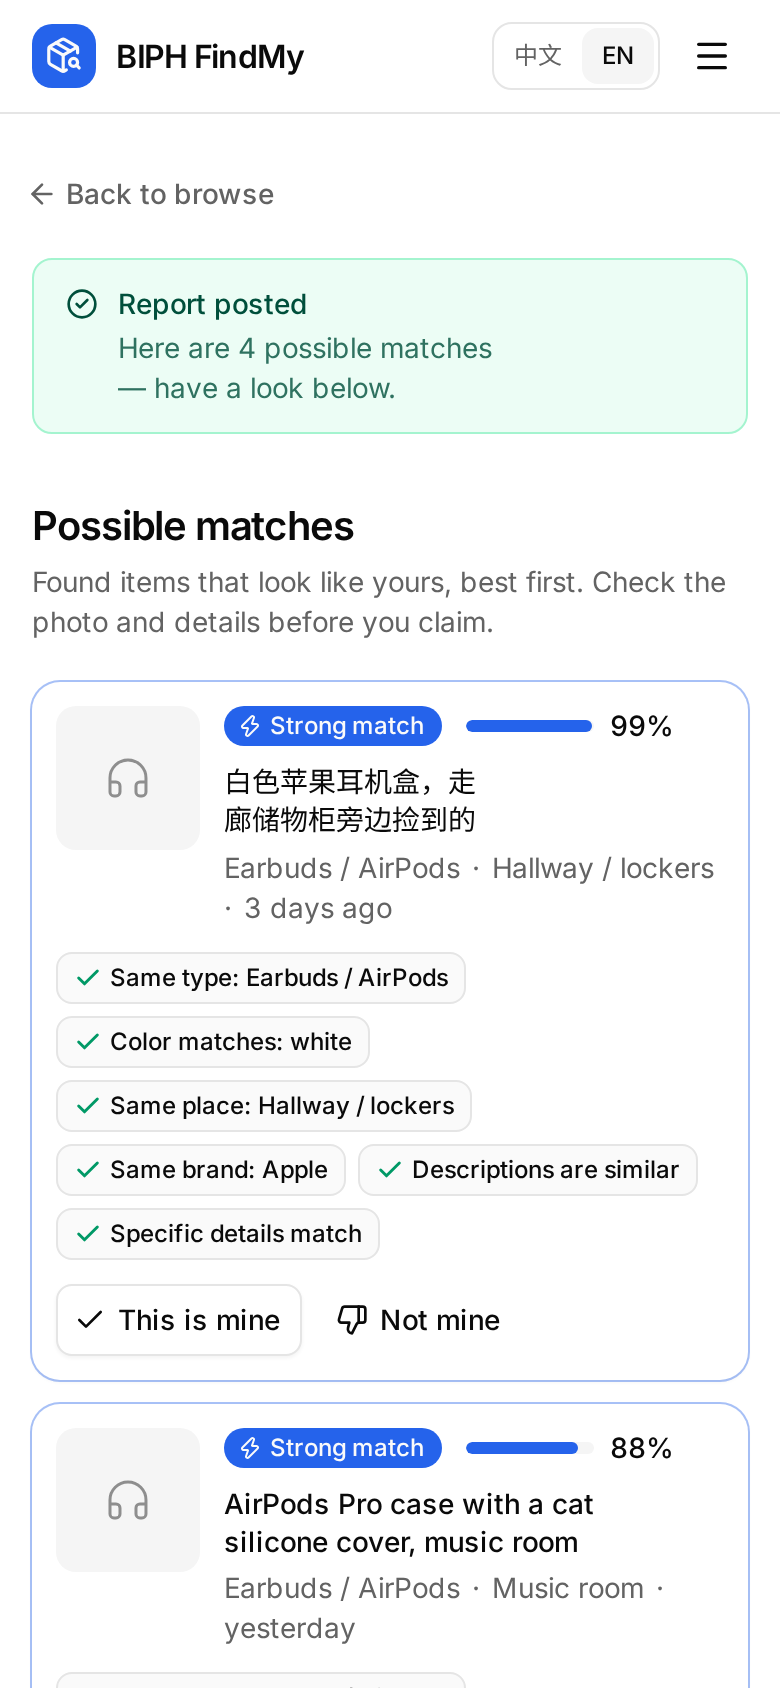 BIPH FindMy
中文
EN
Back to browse
Report posted
Here are 4 possible matches
— have a look below.
Possible matches
Found items that look like yours, best first. Check the
photo and details before you claim.
Strong match
99%
白色苹果耳机盒，走
廊储物柜旁边捡到的
Earbuds / AirPods · Hallway / lockers
· 3 days ago
Same type: Earbuds / AirPods
Color matches: white
Same place: Hallway / lockers
Same brand: Apple
Descriptions are similar
Specific details match
This is mine
Not mine
Strong match
88%
AirPods Pro case with a cat
silicone cover, music room
Earbuds / AirPods · Music room ·
yesterday